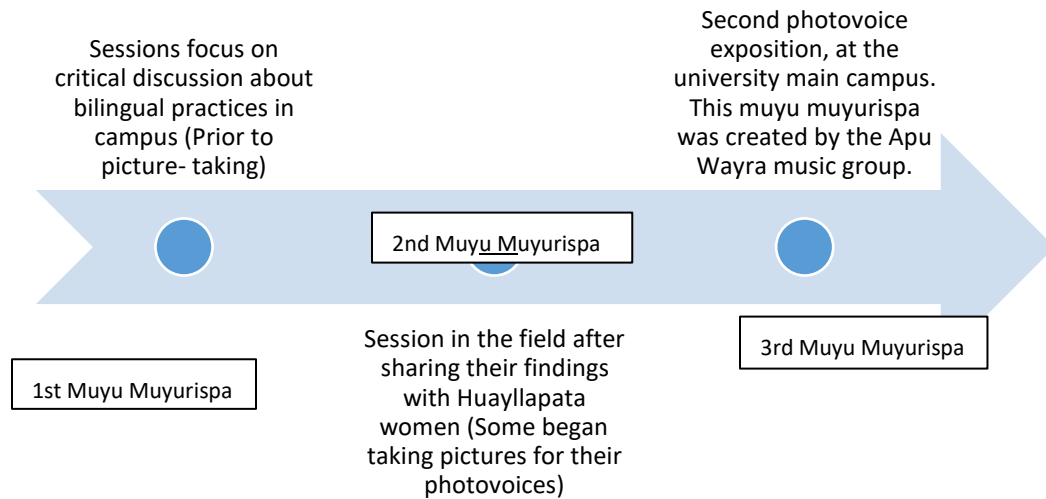 Sessions focus on
critical discussion about
bilingual practices in
campus (Prior to
picture- taking)
1st Muyu Muyurispa
2nd Muyu Muyurispa
Session in the field after
sharing their findings
with Huayllapata
women (Some began
taking pictures for their
photovoices)
Second photovoice
exposition, at the
university main campus.
This muyu muyurispa
was created by the Apu
Wayra music group.
3rd Muyu Muyurispa